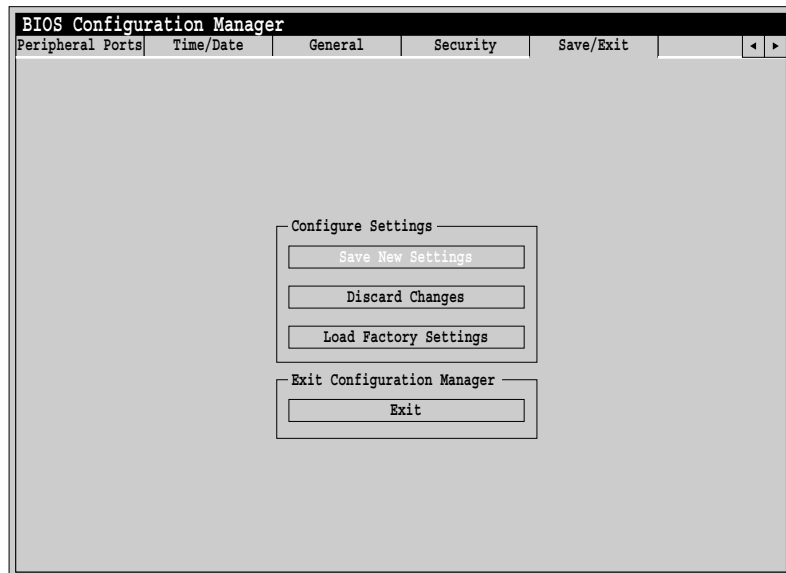 BIOS Configuration Manager
Peripheral Ports Time/Date General Security Save/Exit
Configure Settings
Save New Settings
Discard Changes
Load Factory Settings
Exit Configuration Manager
Exit